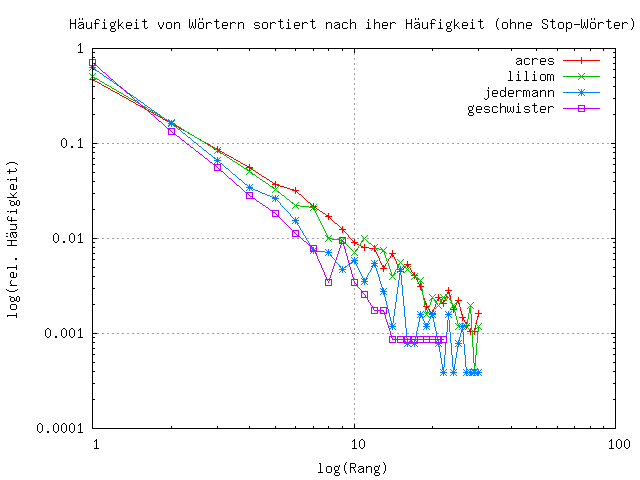 Häufigkeit von Wörtern sortiert nach iher Häufigkeit (ohne Stop-Wörter)
1
acres
liliom
jedermann
geschwister
0.1
log(rel. Häufigkeit)
0.01
0.001
0.0001
1
10
100
log(Rang)